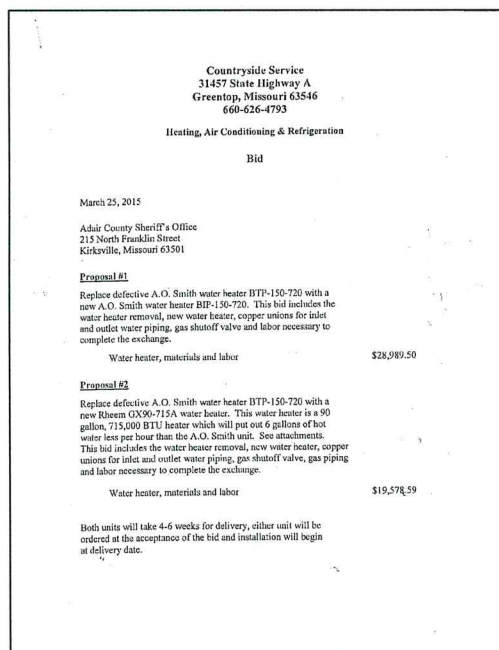 Countryside Service
31457 State Highway A
Greentop, Missouri 63546
660-626-4793
Heating, Air Conditioning & Refrigeration
Bid
March 25, 2015
Adair County Sheriff's Office
215 North Franklin Street
Kirksville, Missouri 63501
Proposal #1
Replace defective A.O. Smith water heater BTP-150-720 with a
new A.O. Smith water heater BIP-150-720. This bid includes the
water heater removal, new water heater, copper unions for inlet
and outlet water piping, gas shutoff valve and labor necessary to
complete the exchange.
Water heater, materials and labor $28,989.50
Proposal #2
Replace defective A.O. Smith water heater BTP-150-720 with a
new Rheem GX90-715A water heater. This water heater is a 90
gallon, 715,000 BTU heater which will put out 6 gallons of hot
water less per hour than the A.O. Smith unit. See attachments.
This bid includes the water heater removal, new water heater, copper
unions for inlet and outlet water piping, gas shutoff valve, gas piping
and labor necessary to complete the exchange.
Water heater, materials and labor $19,578.59
Both units will take 4-6 weeks for delivery, either unit will be
ordered at the acceptance of the bid and installation will begin
at delivery date.